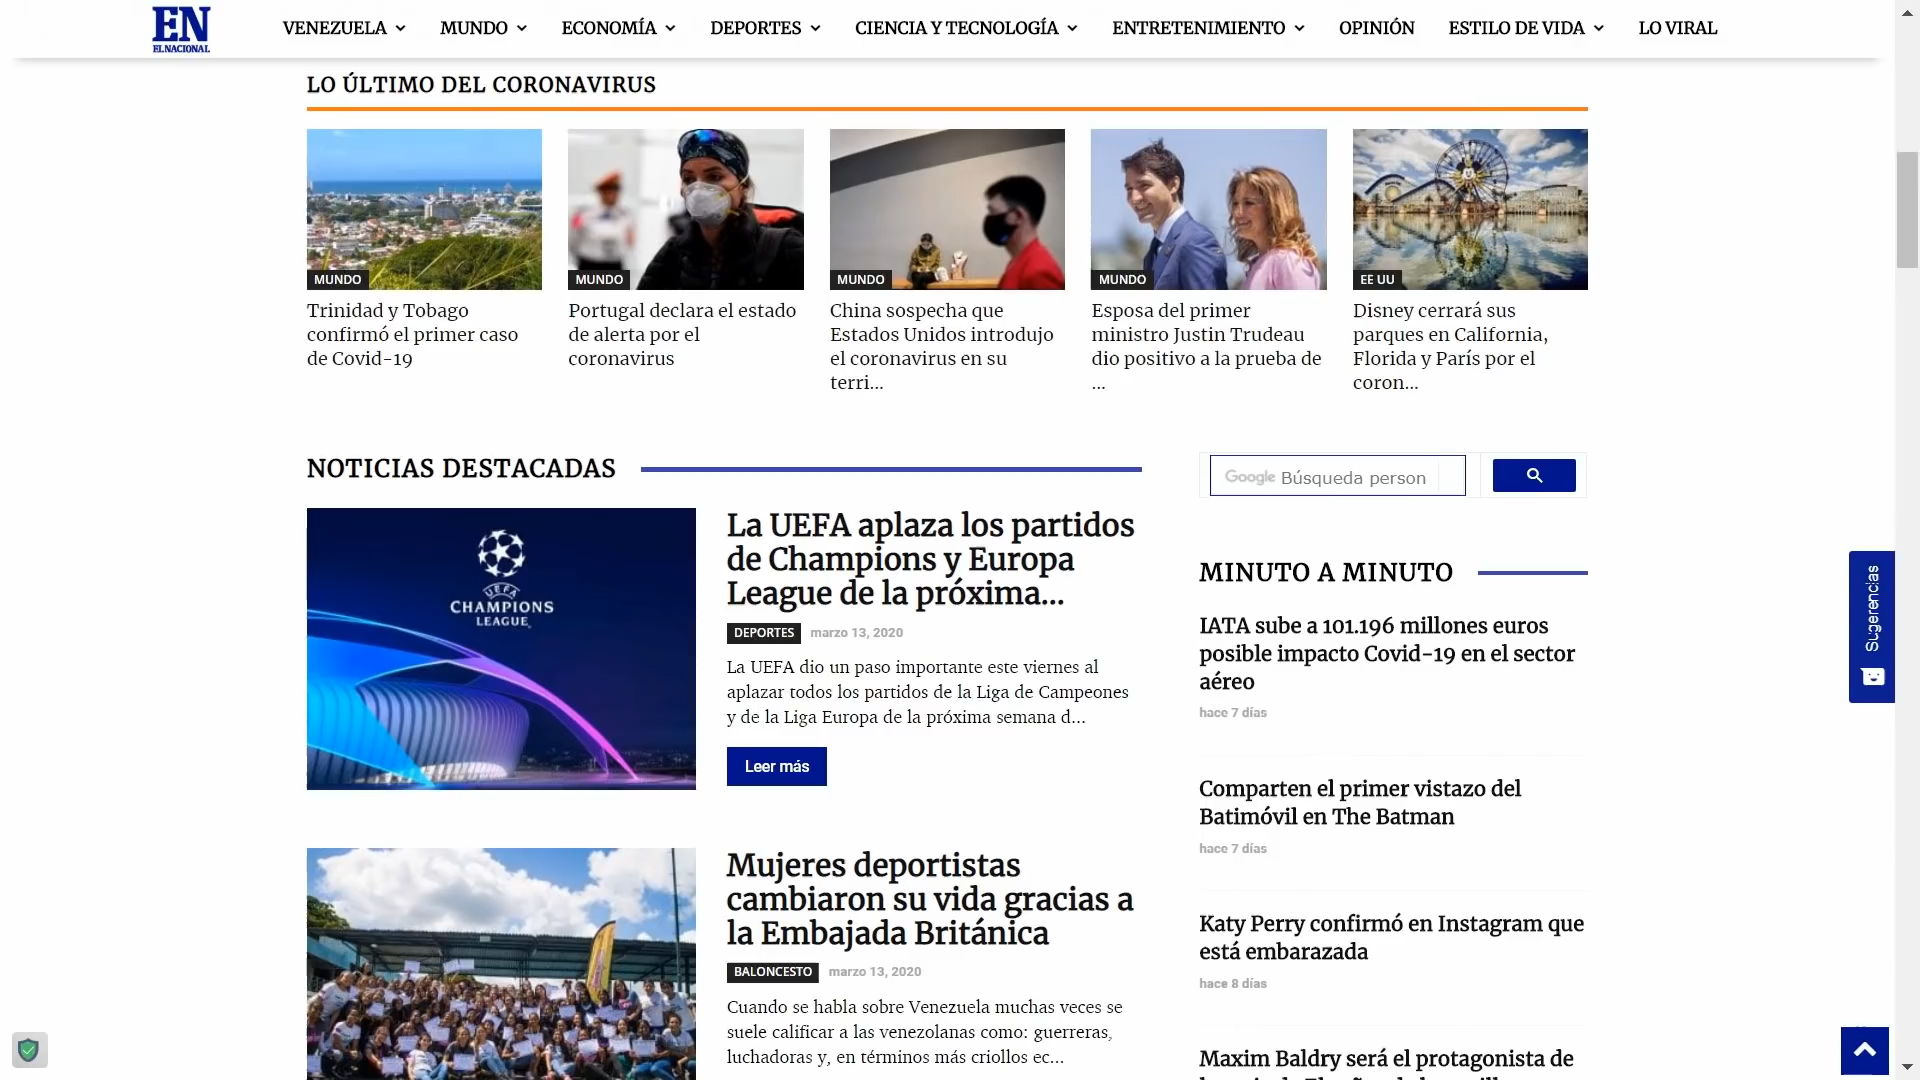 EN
EL NACIONAL
VENEZUELA
MUNDO
ECONOMÍA
DEPORTES
CIENCIA Y TECNOLOGÍA
ENTRETENIMIENTO
OPINIÓN
ESTILO DE VIDA
LO VIRAL
LO ÚLTIMO DEL CORONAVIRUS
MUNDO
Trinidad y Tobago
confirmó el primer caso
de Covid-19
MUNDO
Portugal declara el estado
de alerta por el
coronavirus
MUNDO
China sospecha que
Estados Unidos introdujo
el coronavirus en su
terri...
MUNDO
Esposa del primer
ministro Justin Trudeau
dio positivo a la prueba de
...
EE UU
Disney cerrará sus
parques en California,
Florida y París por el
coron...
NOTICIAS DESTACADAS
UEFA
CHAMPIONS
LEAGUE
La UEFA aplaza los partidos
de Champions y Europa
League de la próxima...
DEPORTES marzo 13, 2020
La UEFA dio un paso importante este viernes al
aplazar todos los partidos de la Liga de Campeones
y de la Liga Europa de la próxima semana d...
Leer más
Mujeres deportistas
cambiaron su vida gracias a
la Embajada Británica
BALONCESTO marzo 13, 2020
Cuando se habla sobre Venezuela muchas veces se
suele calificar a las venezolanas como: guerreras,
luchadoras y, en términos más criollos ec...
Google Búsqueda person
MINUTO A MINUTO
IATA sube a 101.196 millones euros
posible impacto Covid-19 en el sector
aéreo
hace 7 días
Comparten el primer vistazo del
Batimóvil en The Batman
hace 7 días
Katy Perry confirmó en Instagram que
está embarazada
hace 8 días
Maxim Baldry será el protagonista de
Sugerencias